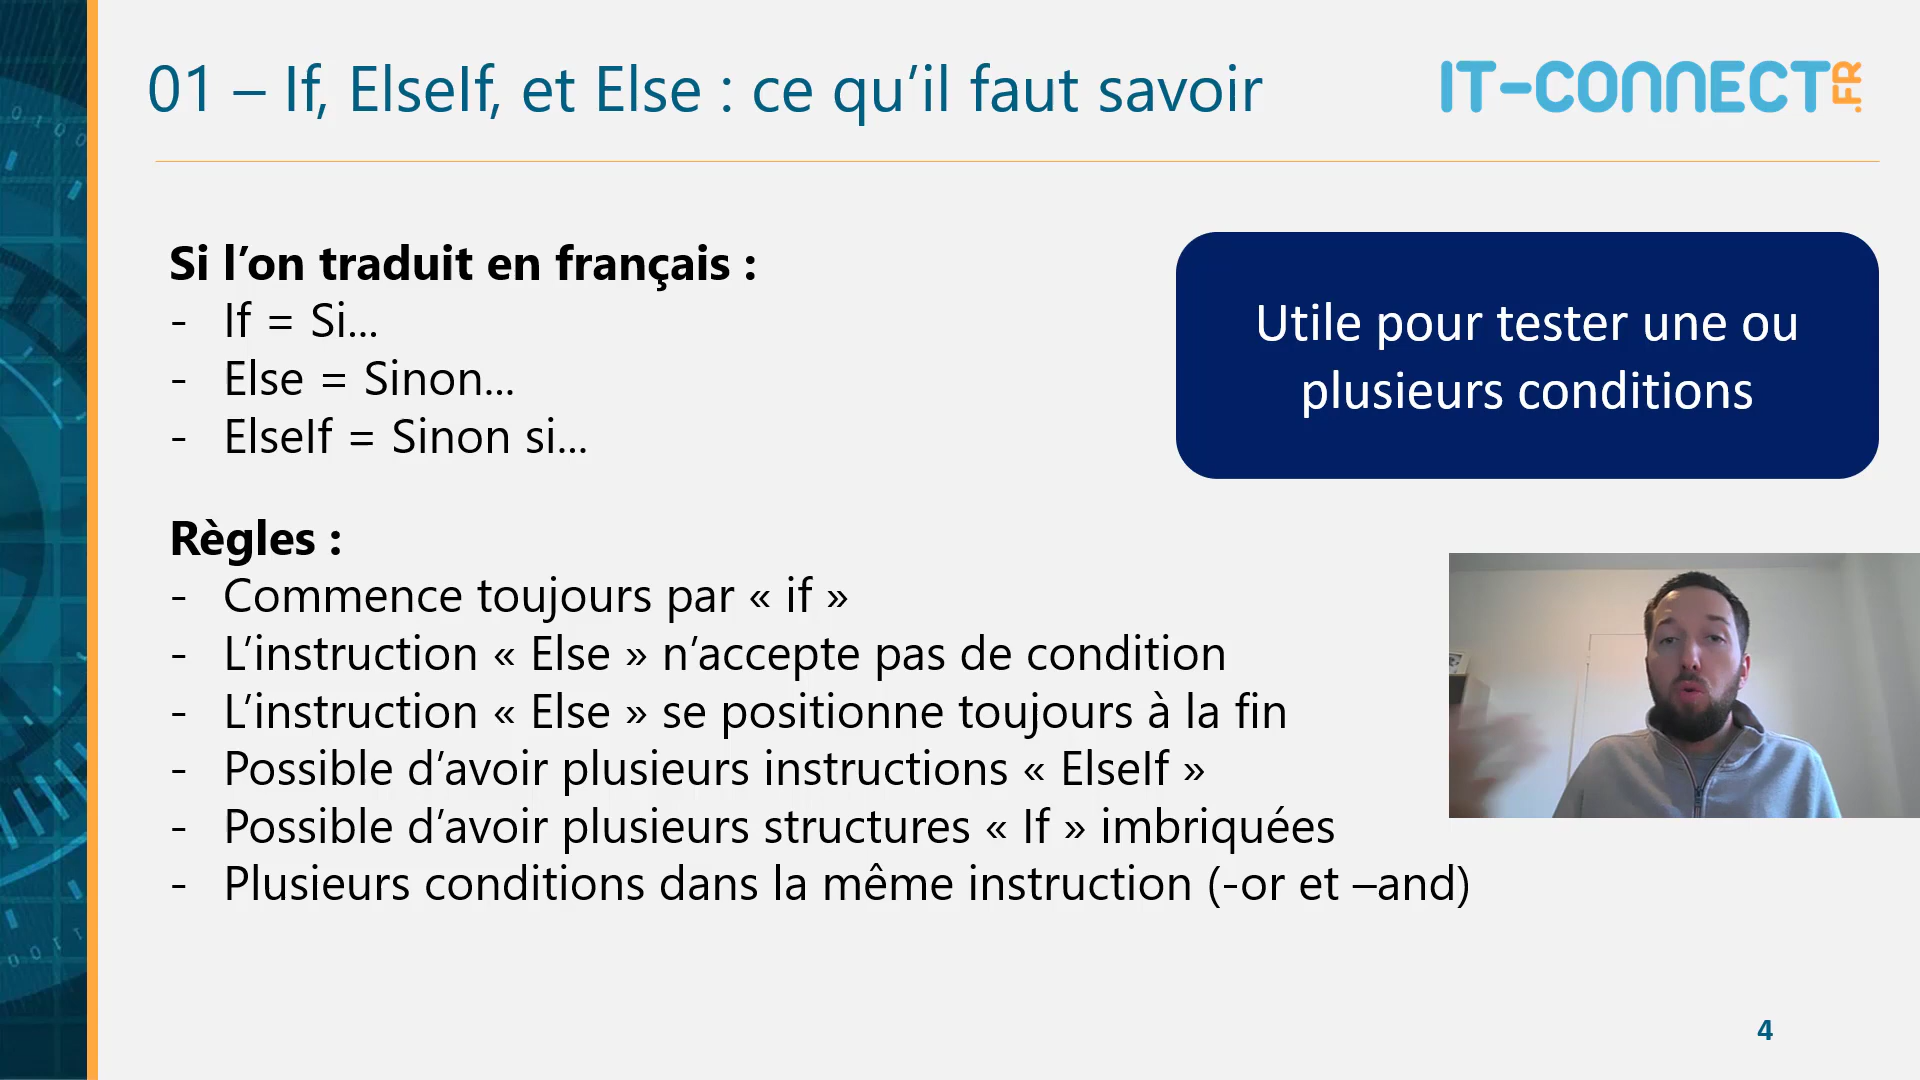 01 – If, ElseIf, et Else : ce qu’il faut savoir
IT-CONNECT.FR
Si l’on traduit en français :
- If = Si...
- Else = Sinon...
- ElseIf = Sinon si...
Utile pour tester une ou
plusieurs conditions
Règles :
- Commence toujours par « if »
- L’instruction « Else » n’accepte pas de condition
- L’instruction « Else » se positionne toujours à la fin
- Possible d’avoir plusieurs instructions « ElseIf »
- Possible d’avoir plusieurs structures « If » imbriquées
- Plusieurs conditions dans la même instruction (-or et –and)
4